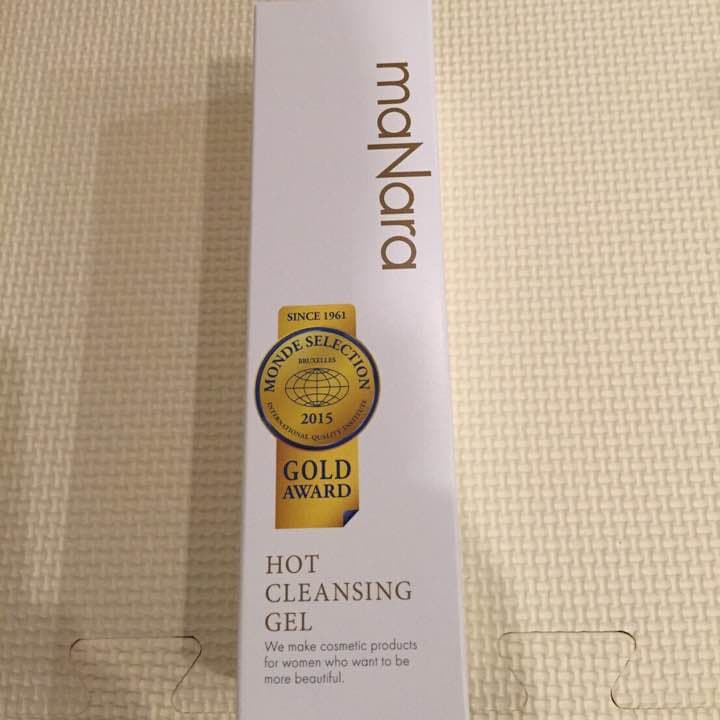 maNara
SINCE 1961
MONDE SELECTION
BRUXELLES
2015
INTERNATIONAL QUALITY INSTITUTE
GOLD
AWARD
HOT
CLEANSING
GEL
We make cosmetic products
for women who want to be
more beautiful.